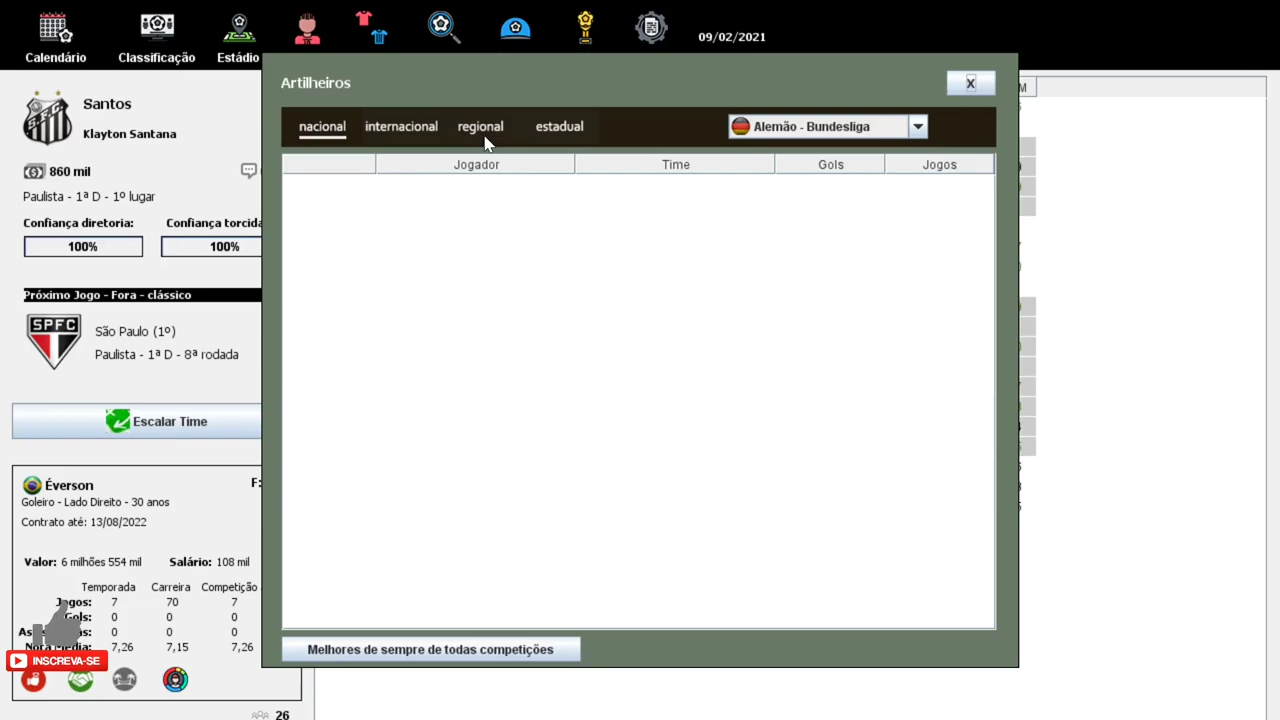 Calendário
Classificação
Estádio
09/02/2021
Santos
Klayton Santana
860 mil
Paulista - 1ª D - 1º lugar
Confiança diretoria:
Confiança torcida
100%
100%
Próximo Jogo - Fora - clássico
SPFC
São Paulo (1º)
Paulista - 1ª D - 8ª rodada
Escalar Time
Éverson
F:
Goleiro - Lado Direito - 30 anos
Contrato até: 13/08/2022
Valor: 6 milhões 554 mil
Salário: 108 mil
Temporada Carreira Competição
Jogos: 7 70 7
Gols: 0 0 0
0 0 0
7,26 7,15 7,26
INSCREVA-SE
26
Artilheiros
X
nacional
internacional
regional
estadual
Alemão - Bundesliga
Jogador
Time
Gols
Jogos
Melhores de sempre de todas competições
M